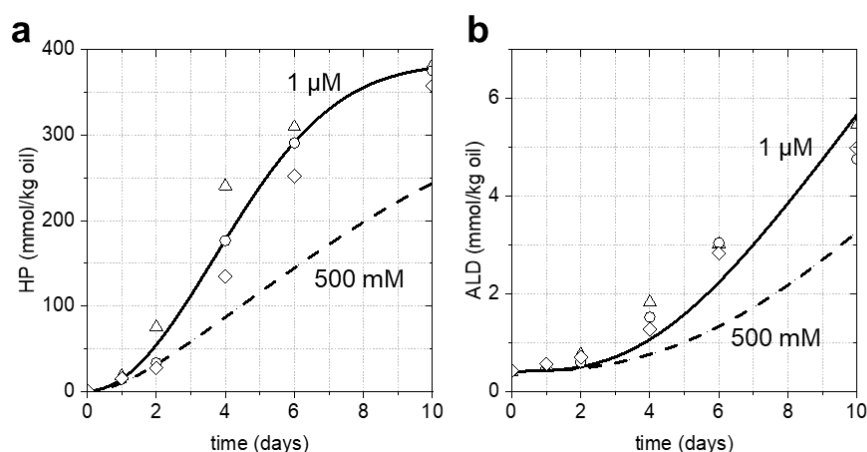 a
HP (mmol/kg oil)
400
300
200
100
0
1 µM
500 mM
0 2 4 6 8 10
time (days)
b
ALD (mmol/kg oil)
6
4
2
0
1 µM
500 mM
0 2 4 6 8 10
time (days)